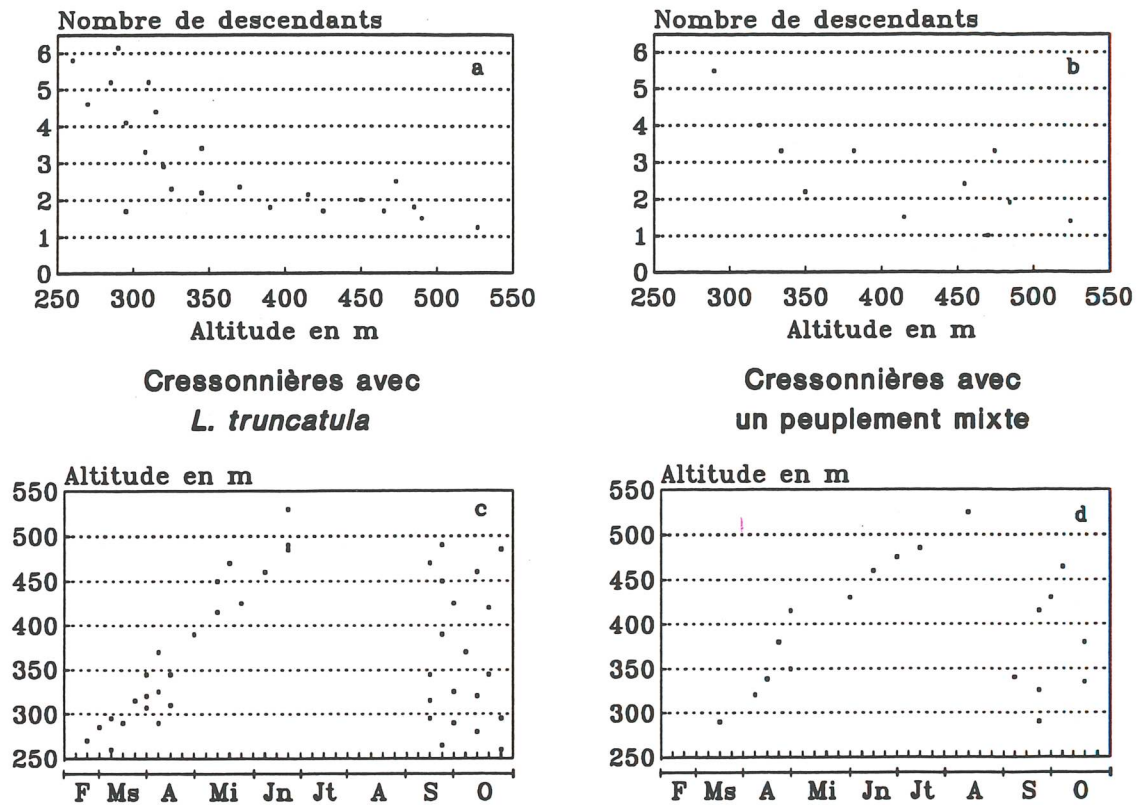 Nombre de descendants
a
6
5
4
3
2
1
0
250 300 350 400 450 500 550
Altitude en m
Nombre de descendants
b
6
5
4
3
2
1
0
250 300 350 400 450 500 550
Altitude en m
Cressonnières avec
L. truncatula
Cressonnières avec
un peuplement mixte
Altitude en m
c
550
500
450
400
350
300
250
F Ms A Mi Jn Jt A S O
Altitude en m
d
550
500
450
400
350
300
250
F Ms A Mi Jn Jt A S O